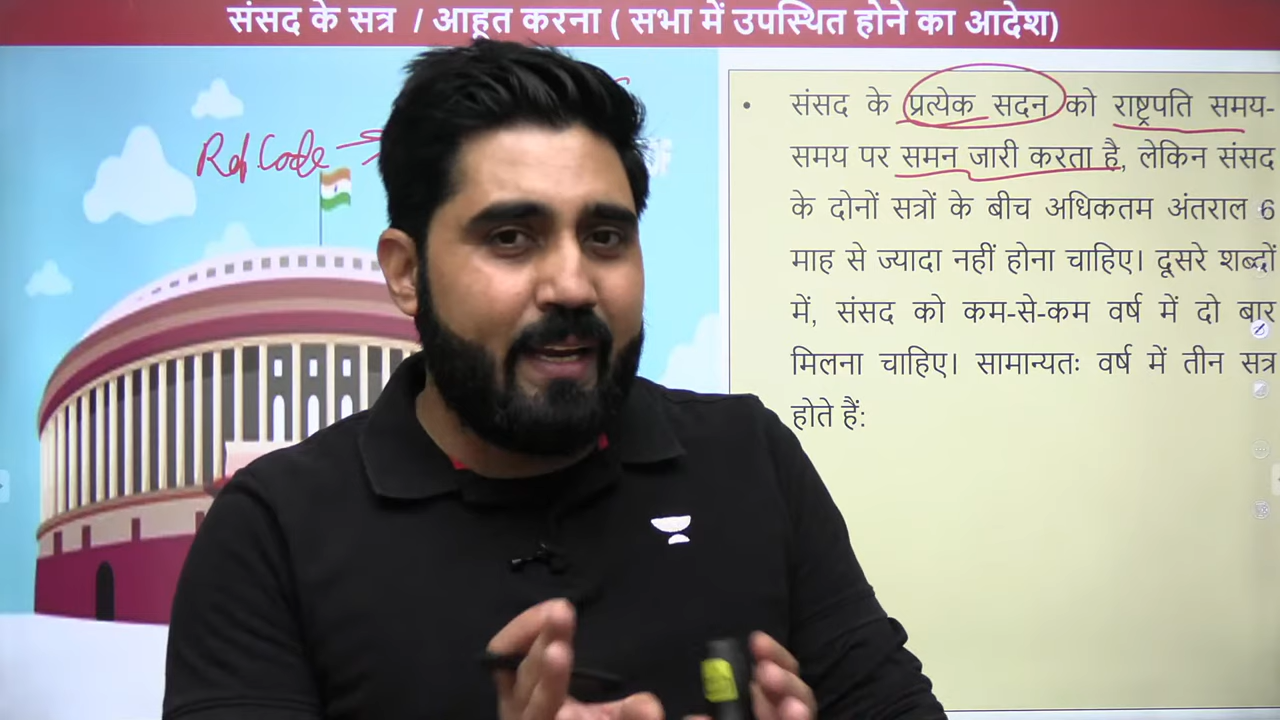 संसद के सत्र / आहूत करना ( सभा में उपस्थित होने का आदेश)
Ref. Code →
• संसद के प्रत्येक सदन को राष्ट्रपति समय-
समय पर समन जारी करता है, लेकिन संसद
के दोनों सत्रों के बीच अधिकतम अंतराल 6
माह से ज्यादा नहीं होना चाहिए। दूसरे शब्दों
में, संसद को कम-से-कम वर्ष में दो बार
मिलना चाहिए। सामान्यतः वर्ष में तीन सत्र
होते हैं: